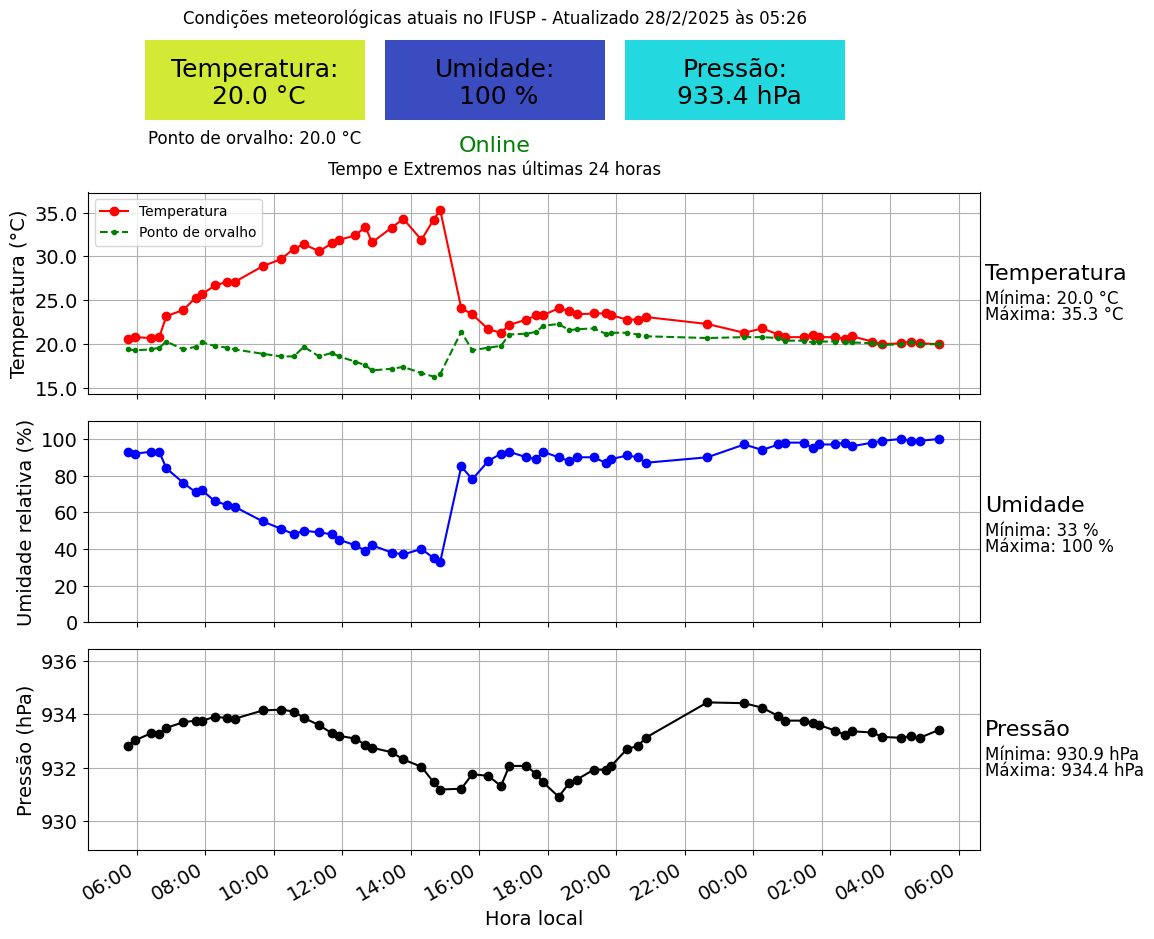 Condições meteorológicas atuais no IFUSP - Atualizado 28/2/2025 às 05:26
Temperatura:
20.0 °C
Umidade:
100 %
Pressão:
933.4 hPa
Ponto de orvalho: 20.0 °C
Online
Tempo e Extremos nas últimas 24 horas
Temperatura (°C)
35.0
30.0
25.0
20.0
15.0
Temperatura
Ponto de orvalho
Temperatura
Mínima: 20.0 °C
Máxima: 35.3 °C
Umidade relativa (%)
100
80
60
40
20
0
Umidade
Mínima: 33 %
Máxima: 100 %
Pressão (hPa)
936
934
932
930
Pressão
Mínima: 930.9 hPa
Máxima: 934.4 hPa
06:00 08:00 10:00 12:00 14:00 16:00 18:00 20:00 22:00 00:00 02:00 04:00 06:00
Hora local